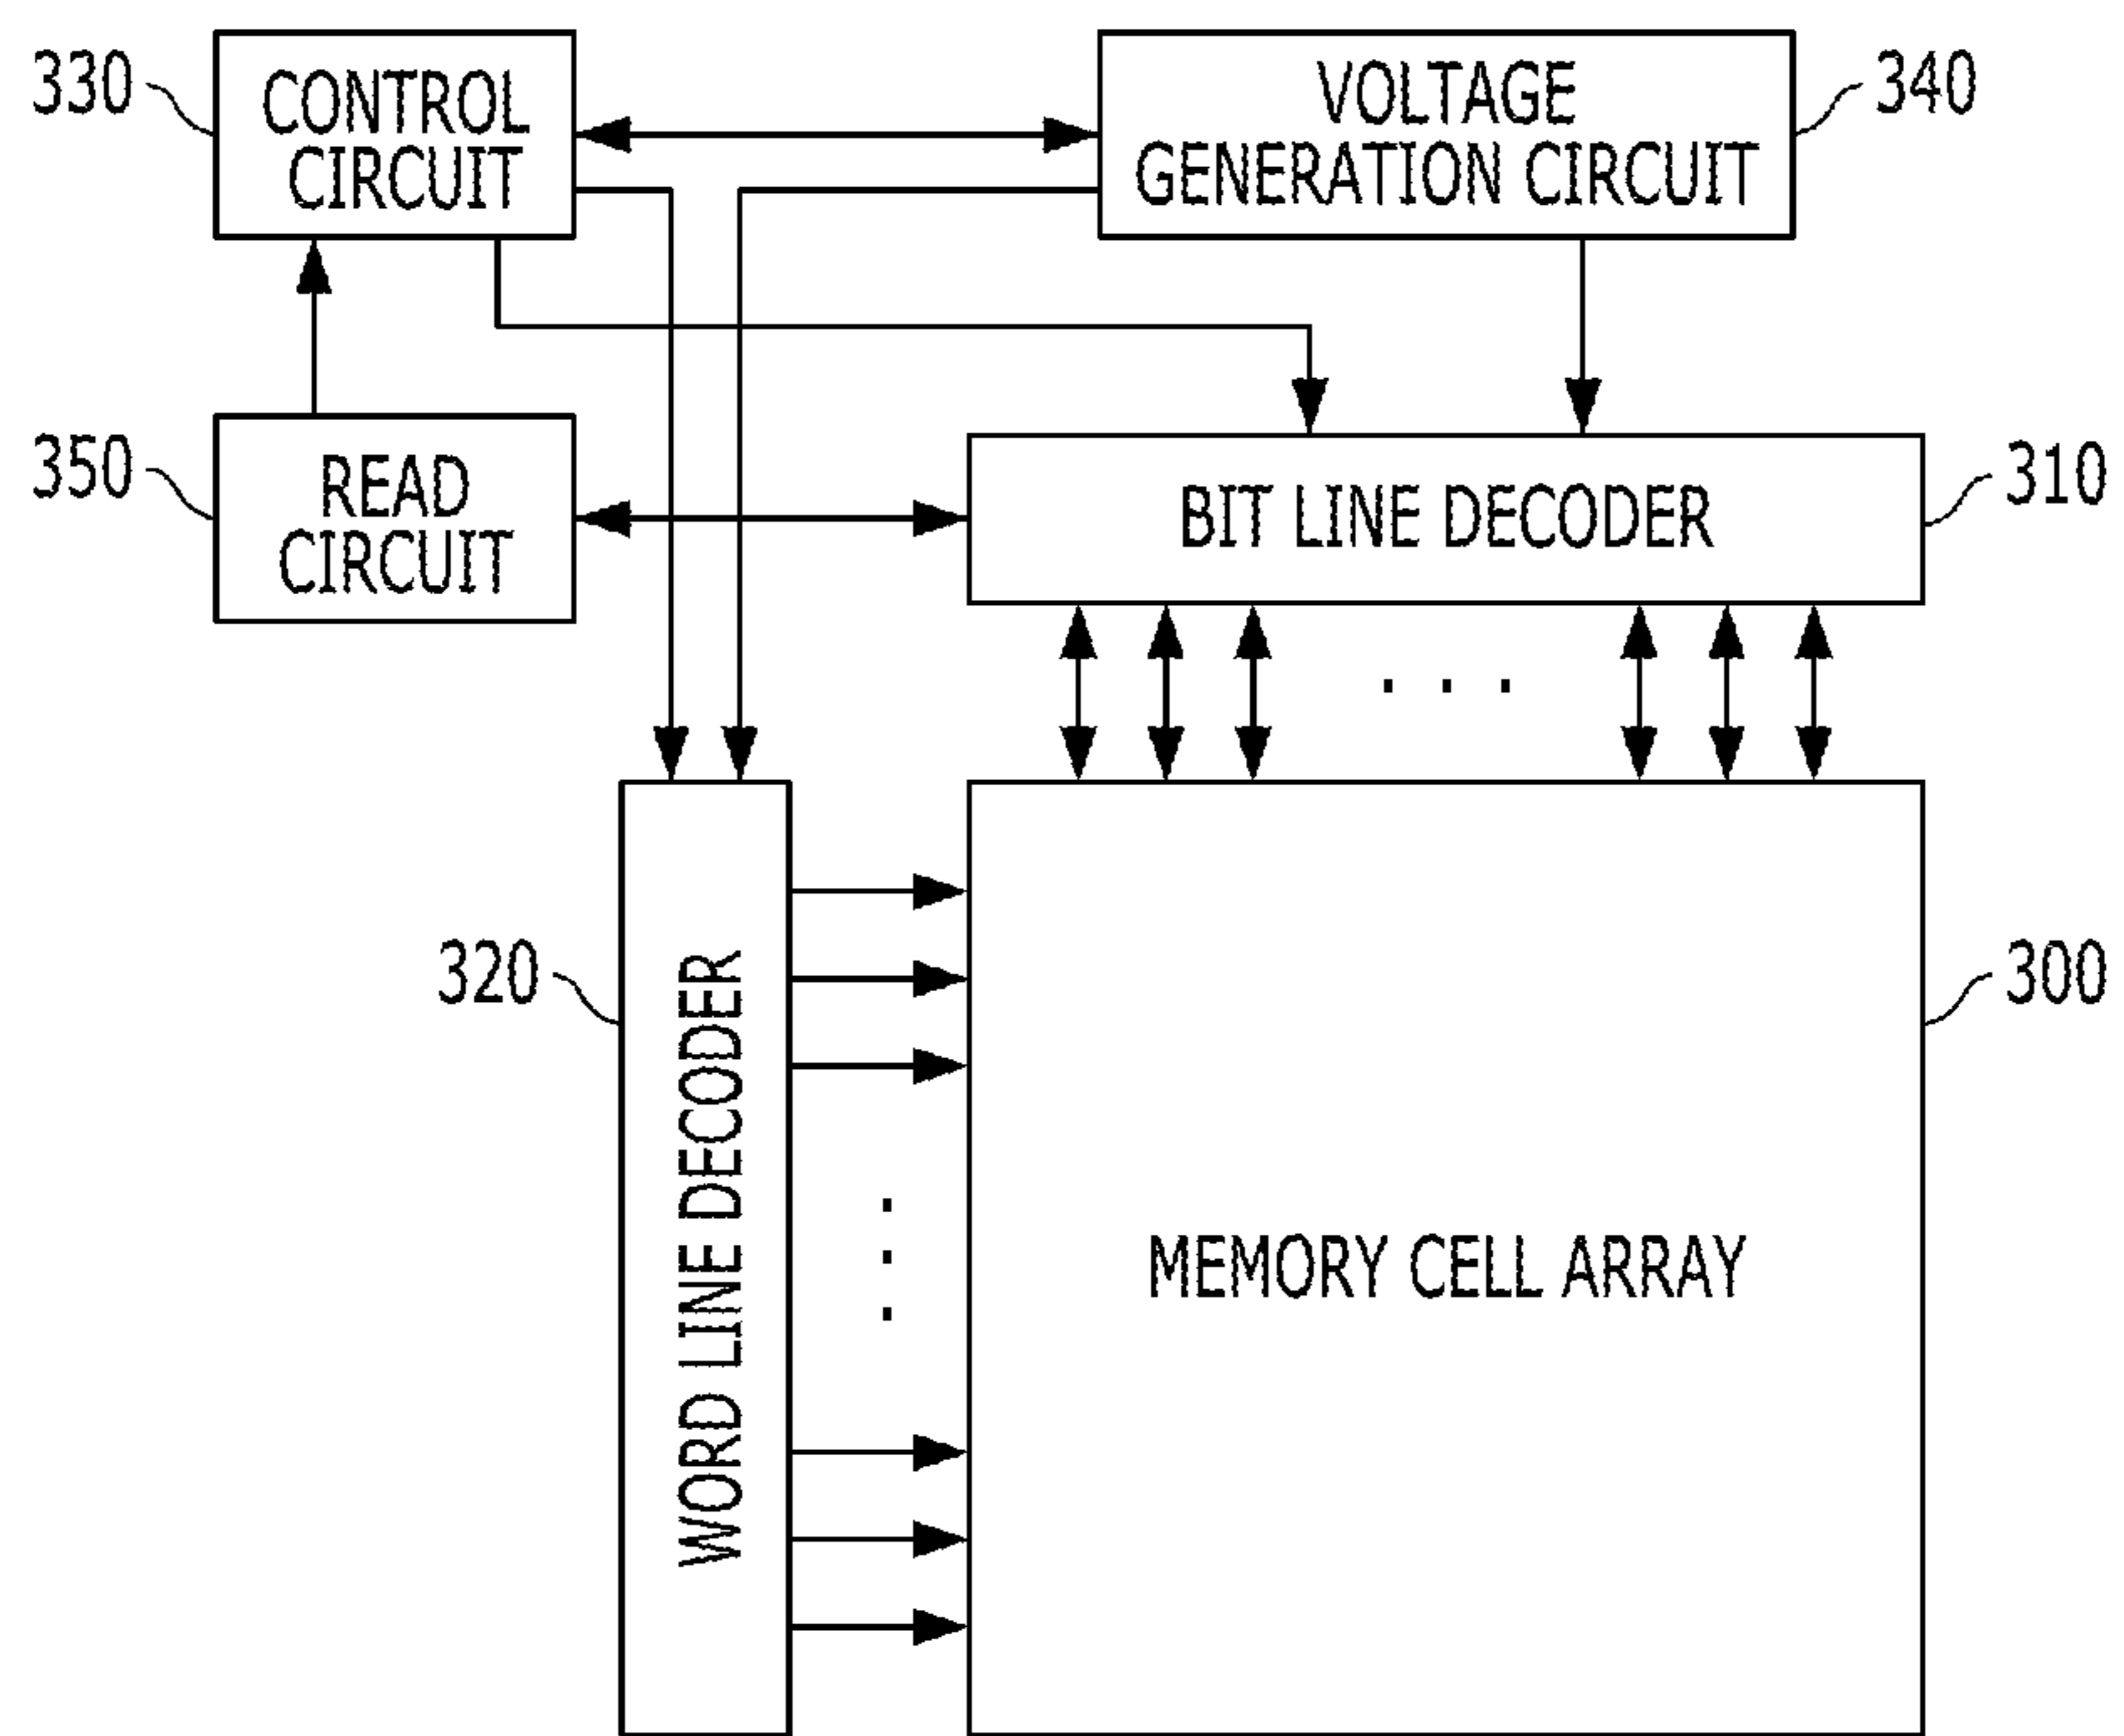 330
CONTROL
CIRCUIT
VOLTAGE
GENERATION CIRCUIT
340
350
READ
CIRCUIT
BIT LINE DECODER
310
320
WORD LINE DECODER
MEMORY CELL ARRAY
300